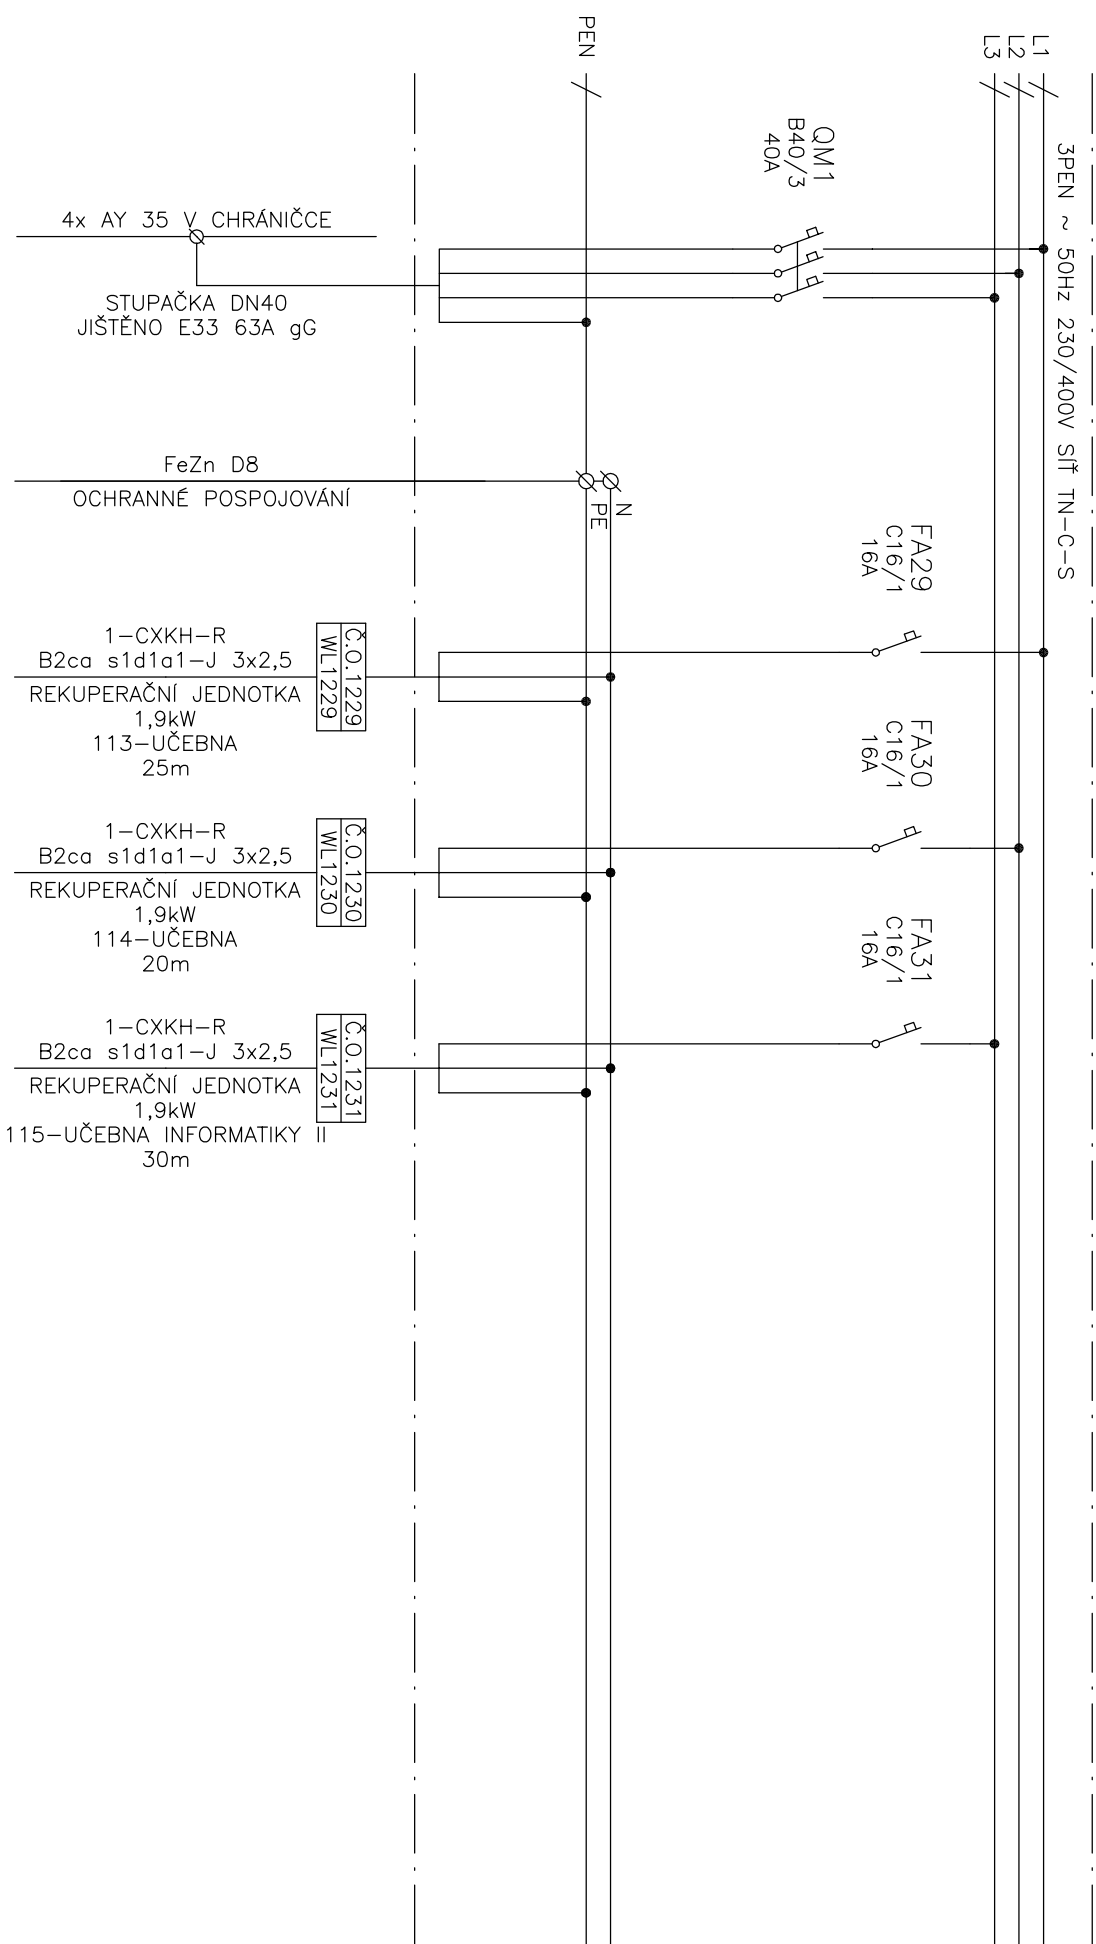 PEN
L3
L2
L1
3PEN ~ 50Hz 230/400V SÍŤ TN-C-S
QM1
B40/3
40A
4x AY 35 V CHRÁNIČCE
STUPAČKA DN40
JIŠTĚNO E33 63A gG
FeZn D8
OCHRANNÉ POSPOJOVÁNÍ
N
PE
FA29
C16/1
16A
1-CXKH-R
B2ca s1d1a1-J 3x2,5
REKUPERAČNÍ JEDNOTKA
1,9kW
113-UČEBNA
25m
Č.O.1229
WL1229
FA30
C16/1
16A
1-CXKH-R
B2ca s1d1a1-J 3x2,5
REKUPERAČNÍ JEDNOTKA
1,9kW
114-UČEBNA
20m
Č.O.1230
WL1230
FA31
C16/1
16A
1-CXKH-R
B2ca s1d1a1-J 3x2,5
REKUPERAČNÍ JEDNOTKA
1,9kW
115-UČEBNA INFORMATIKY II
30m
Č.O.1231
WL1231